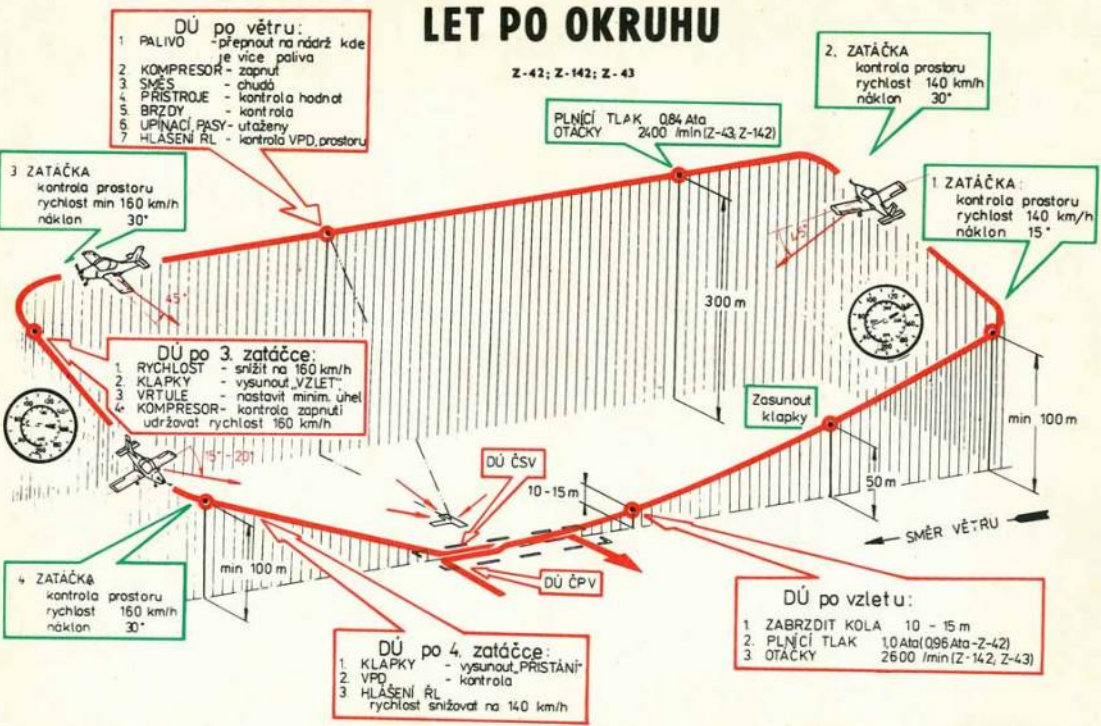 LET PO OKRUHU
Z-42; Z-142; Z-43
DÚ po větru:
1 PALIVO - přepnout na nádrž kde
je více paliva
2. KOMPRESOR - zapnut
3. SMĚS - chudá
4. PŘÍSTROJE - kontrola hodnot
5. BRZDY - kontrola
6. UPÍNACÍ PASY - utaženy
7 HLÁŠENÍ ŘL - kontrola VPD, prostoru
2. ZATÁČKA
kontrola prostoru
rychlost 140 km/h
náklon 30°
PLNÍCÍ TLAK 0,84 Ata
OTÁČKY 2400 /min (Z-43, Z-142)
3 ZATÁČKA
kontrola prostoru
rychlost min 160 km/h
náklon 30°
1. ZATÁČKA:
kontrola prostoru
rychlost 140 km/h
náklon 15°
45°
45°
300 m
DÚ po 3. zatáčce:
1. RYCHLOST - snížit na 160 km/h
2. KLAPKY - vysunout „VZLET"
3 VRTULE - nastavit minim. úhel
4. KOMPRESOR - kontrola zapnutí
udržovat rychlost 160 km/h
Zasunout
klapky
min 100 m
15° - 20°
DÚ ČSV
10 - 15 m
50 m
SMĚR VĚTRU
min 100 m
DÚ ČPV
4 ZATÁČKA
kontrola prostoru
rychlost 160 km/h
náklon 30°
DÚ po 4. zatáčce:
1. KLAPKY - vysunout „PŘISTÁNÍ"
2. VPD - kontrola
3 HLÁŠENÍ ŘL
rychlost snižovat na 140 km/h
DÚ po vzletu:
1. ZABRZDIT KOLA 10 - 15 m
2. PLNÍCÍ TLAK 1,0 Ata (0,96 Ata - Z-42)
3 OTÁČKY 2600 /min (Z-142, Z-43)